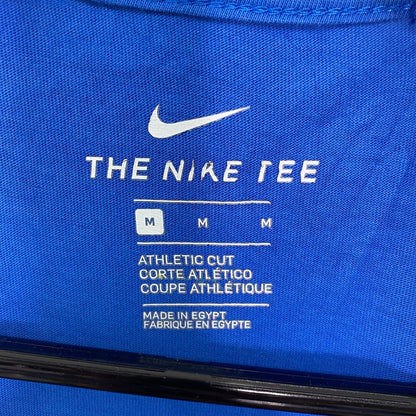 THE NIKE TEE
M M M
ATHLETIC CUT
CORTE ATLÉTICO
COUPE ATHLÉTIQUE
MADE IN EGYPT
FABRIQUE EN EGYPTE